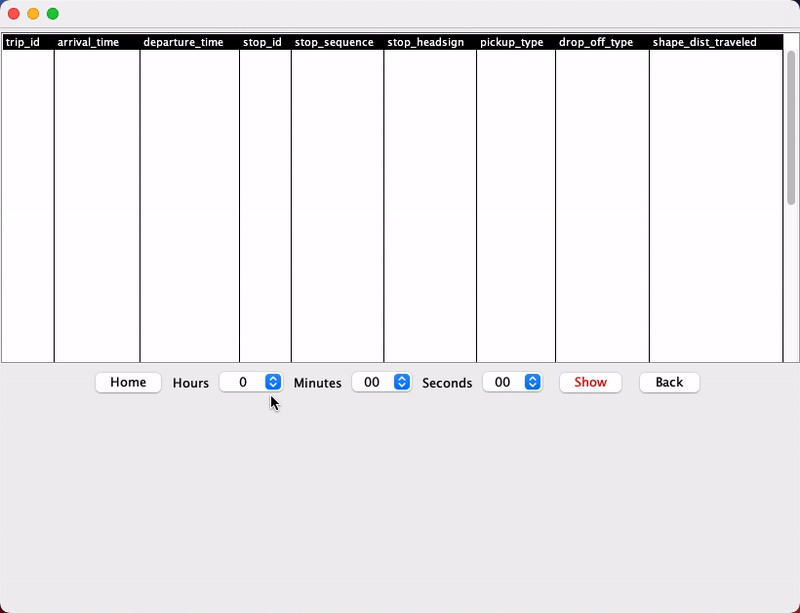 trip_id arrival_time departure_time stop_id stop_sequence stop_headsign pickup_type drop_off_type shape_dist_traveled
Home Hours 0 Minutes 00 Seconds 00 Show Back